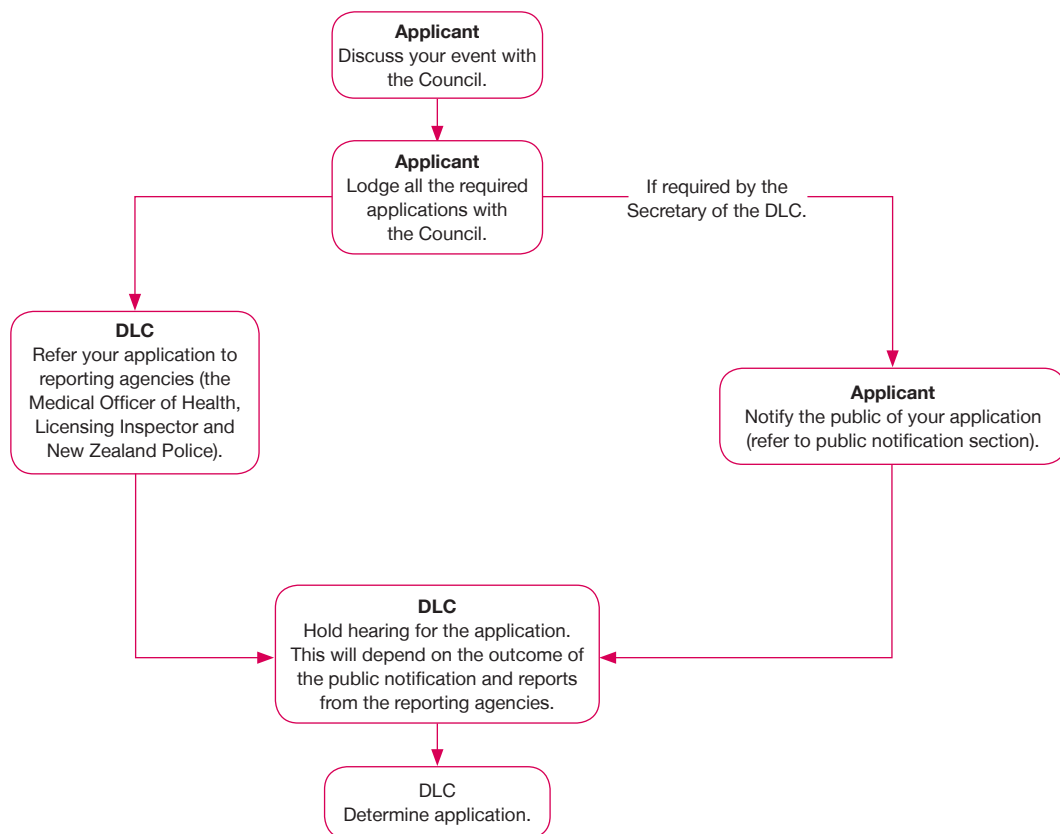 Applicant
Discuss your event with
the Council.
Applicant
Lodge all the required
applications with
the Council.
If required by the
Secretary of the DLC.
DLC
Refer your application to
reporting agencies (the
Medical Officer of Health,
Licensing Inspector and
New Zealand Police).
Applicant
Notify the public of your application
(refer to public notification section).
DLC
Hold hearing for the application.
This will depend on the outcome of
the public notification and reports
from the reporting agencies.
DLC
Determine application.